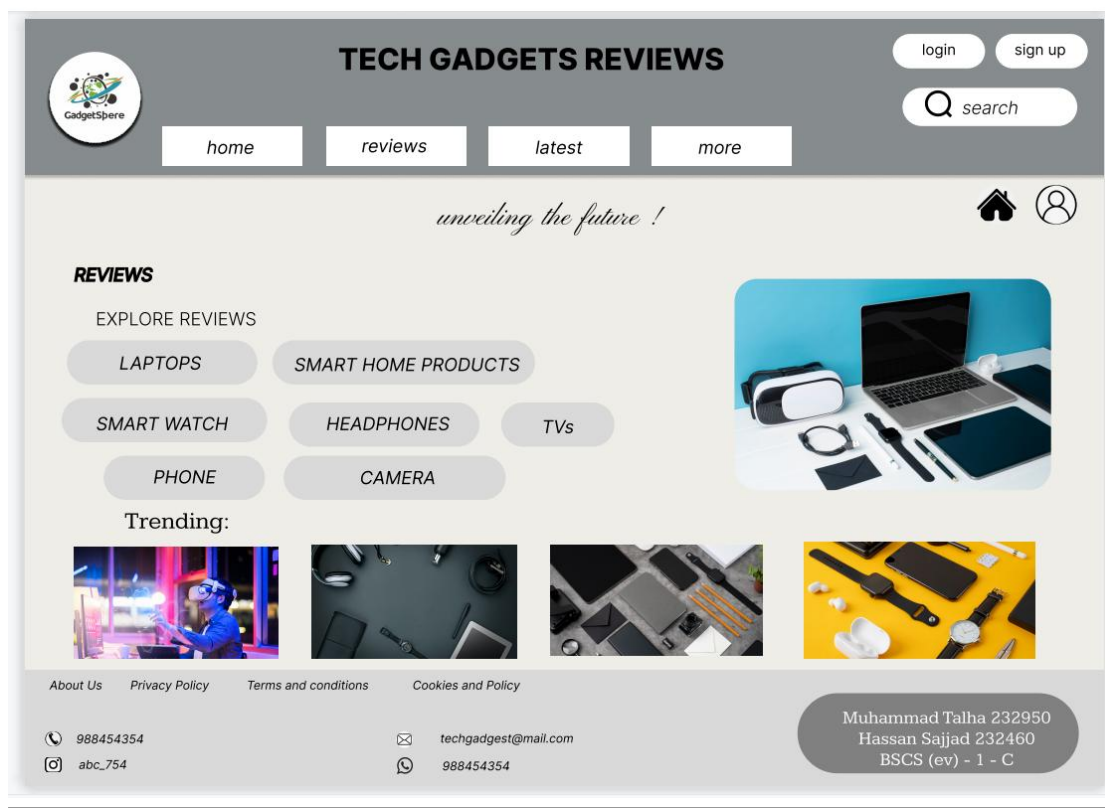 TECH GADGETS REVIEWS
login
sign up
search
GadgetSpere
home
reviews
latest
more
unveiling the future !
REVIEWS
EXPLORE REVIEWS
LAPTOPS
SMART HOME PRODUCTS
SMART WATCH
HEADPHONES
TVs
PHONE
CAMERA
Trending:
About Us
Privacy Policy
Terms and conditions
Cookies and Policy
988454354
techgadgest@mail.com
abc_754
988454354
Muhammad Talha 232950
Hassan Sajjad 232460
BSCS (ev) - 1 - C